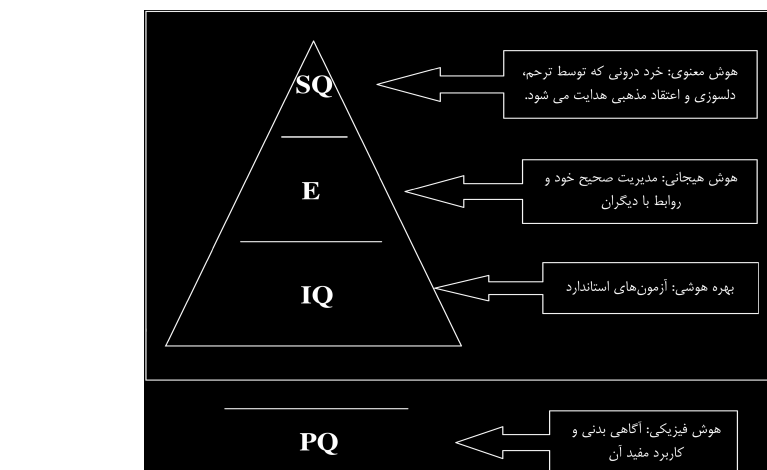 SQ
هوش معنوی: خرد درونی که توسط ترحم،
دلسوزی و اعتقاد مذهبی هدایت می شود.
E
هوش هیجانی: مدیریت صحیح خود و
روابط با دیگران
IQ
بهره هوشی: آزمون‌های استاندارد
PQ
هوش فیزیکی: آگاهی بدنی و
کاربرد مفید آن